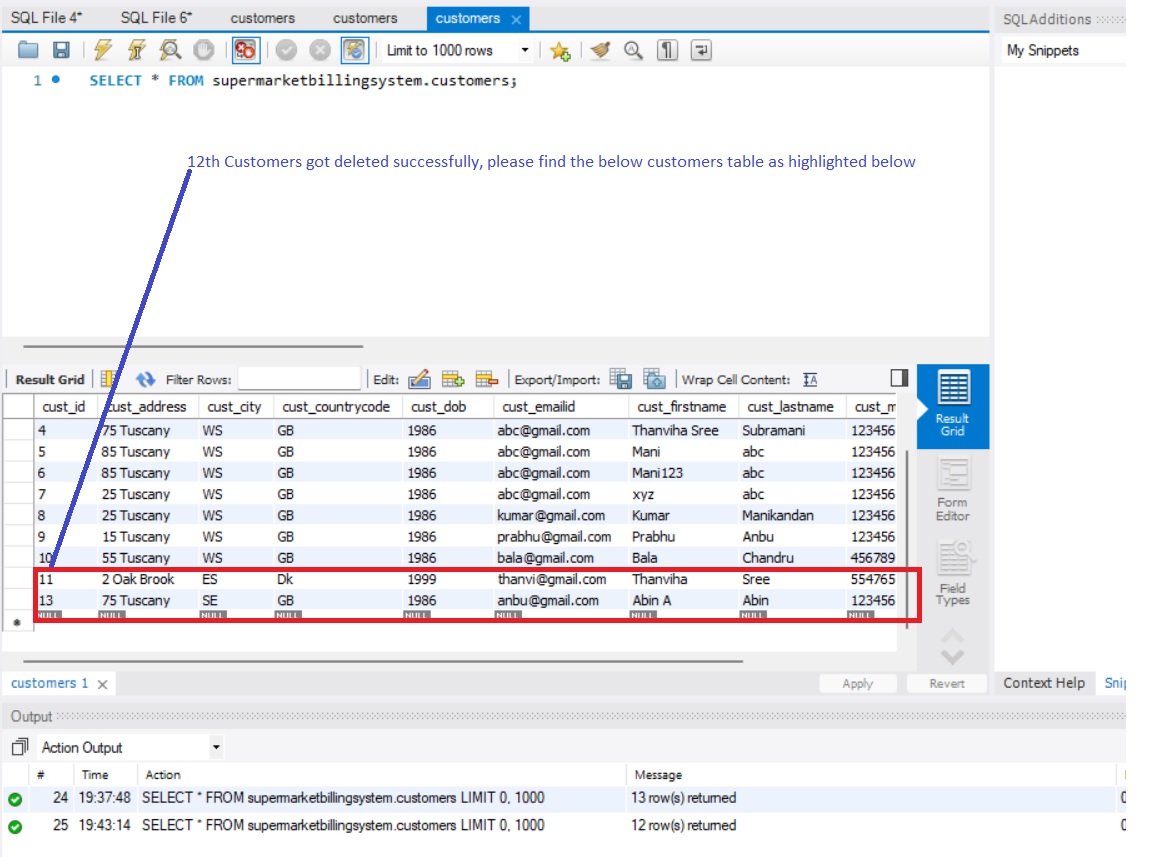 SQL File 4* SQL File 6* customers customers customers
SQLAdditions
Limit to 1000 rows
My Snippets
1 SELECT * FROM supermarketbillingsystem.customers;
12th Customers got deleted successfully, please find the below customers table as highlighted below
Result Grid Filter Rows: Edit: Export/Import: Wrap Cell Content:
cust_id cust_address cust_city cust_countrycode cust_dob cust_emailid cust_firstname cust_lastname cust_m
4 75 Tuscany WS GB 1986 abc@gmail.com Thanviha Sree Subramani 123456
5 85 Tuscany WS GB 1986 abc@gmail.com Mani abc 123456
6 85 Tuscany WS GB 1986 abc@gmail.com Mani123 abc 123456
7 25 Tuscany WS GB 1986 abc@gmail.com xyz abc 123456
8 25 Tuscany WS GB 1986 kumar@gmail.com Kumar Manikandan 123456
9 15 Tuscany WS GB 1986 prabhu@gmail.com Prabhu Anbu 123456
10 55 Tuscany WS GB 1986 bala@gmail.com Bala Chandru 456789
11 2 Oak Brook ES Dk 1999 thanvi@gmail.com Thanviha Sree 554765
13 75 Tuscany SE GB 1986 anbu@gmail.com Abin A Abin 123456
NULL NULL NULL NULL NULL NULL NULL NULL NULL
Result
Grid
Form
Editor
Field
Types
customers 1 Apply Revert
Context Help Snip
Output
Action Output
# Time Action Message
24 19:37:48 SELECT * FROM supermarketbillingsystem.customers LIMIT 0, 1000 13 row(s) returned 0
25 19:43:14 SELECT * FROM supermarketbillingsystem.customers LIMIT 0, 1000 12 row(s) returned 0